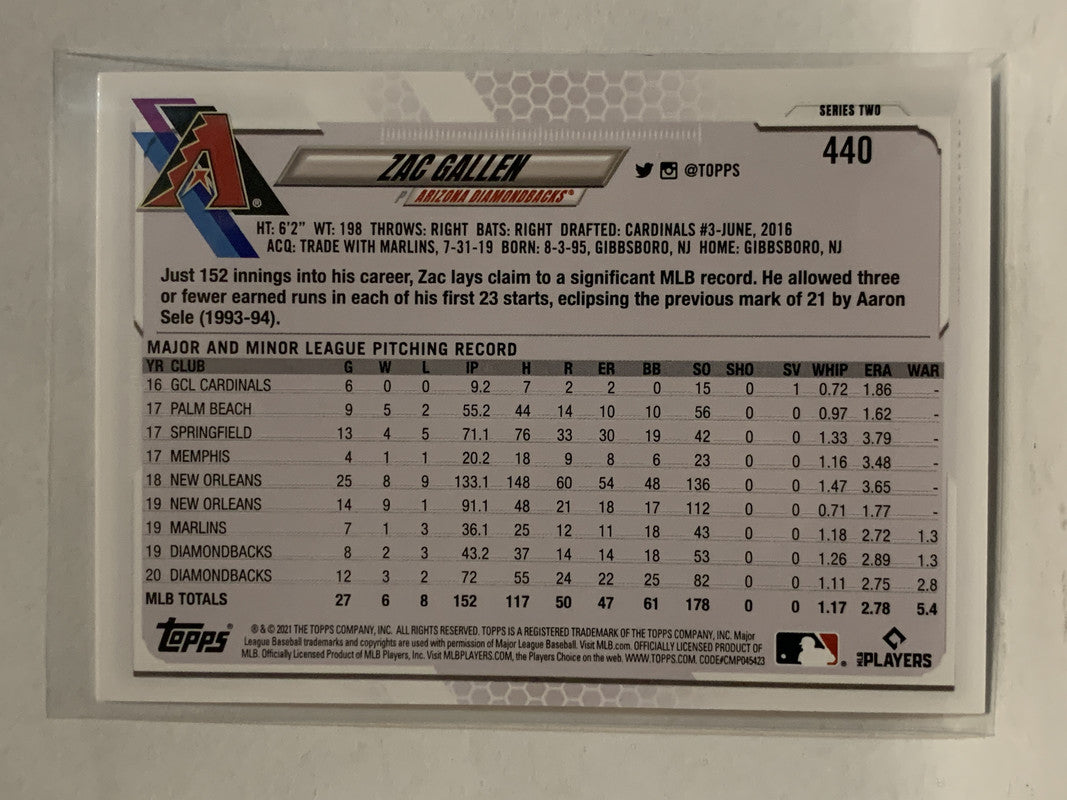 SERIES TWO
440
ZAC GALLEN
@TOPPS
P ARIZONA DIAMONDBACKS®
A ®
HT: 6'2" WT: 198 THROWS: RIGHT BATS: RIGHT DRAFTED: CARDINALS #3-JUNE, 2016
ACQ: TRADE WITH MARLINS, 7-31-19 BORN: 8-3-95, GIBBSBORO, NJ HOME: GIBBSBORO, NJ
Just 152 innings into his career, Zac lays claim to a significant MLB record. He allowed three
or fewer earned runs in each of his first 23 starts, eclipsing the previous mark of 21 by Aaron
Sele (1993-94).
MAJOR AND MINOR LEAGUE PITCHING RECORD
YR CLUB G W L IP H R ER BB SO SHO SV WHIP ERA WAR
16 GCL CARDINALS 6 0 0 9.2 7 2 2 0 15 0 1 0.72 1.86 -
17 PALM BEACH 9 5 2 55.2 44 14 10 10 56 0 0 0.97 1.62 -
17 SPRINGFIELD 13 4 5 71.1 76 33 30 19 42 0 0 1.33 3.79 -
17 MEMPHIS 4 1 1 20.2 18 9 8 6 23 0 0 1.16 3.48 -
18 NEW ORLEANS 25 8 9 133.1 148 60 54 48 136 0 0 1.47 3.65 -
19 NEW ORLEANS 14 9 1 91.1 48 21 18 17 112 0 0 0.71 1.77 -
19 MARLINS 7 1 3 36.1 25 12 11 18 43 0 0 1.18 2.72 1.3
19 DIAMONDBACKS 8 2 3 43.2 37 14 14 18 53 0 0 1.26 2.89 1.3
20 DIAMONDBACKS 12 3 2 72 55 24 22 25 82 0 0 1.11 2.75 2.8
MLB TOTALS 27 6 8 152 117 50 47 61 178 0 0 1.17 2.78 5.4
Topps®
® & © 2021 THE TOPPS COMPANY, INC. ALL RIGHTS RESERVED. TOPPS IS A REGISTERED TRADEMARK OF THE TOPPS COMPANY, INC. Major
League Baseball trademarks and copyrights are used with permission of Major League Baseball. Visit MLB.com. OFFICIALLY LICENSED PRODUCT OF
MLB. Officially Licensed Product of MLB Players, Inc. Visit MLBPLAYERS.COM, the Players Choice on the web. WWW.TOPPS.COM. CODE#CMP045423
MLB PLAYERS